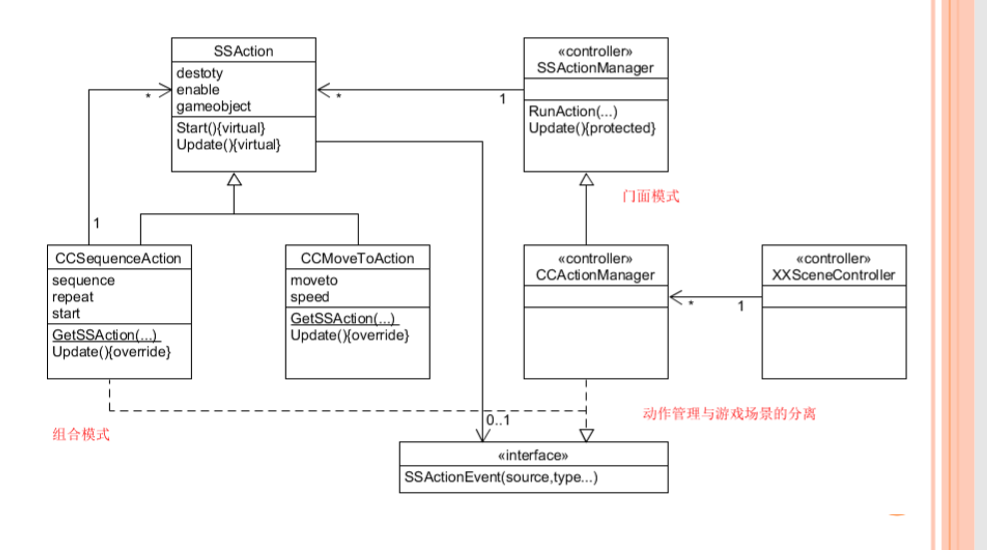 SSAction
destoty
enable
gameobject
Start(){virtual}
Update(){virtual}
«controller»
SSActionManager
RunAction(...)
Update(){protected}
*
*
1
门面模式
1
CCSequenceAction
sequence
repeat
start
GetSSAction(...)
Update(){override}
CCMoveToAction
moveto
speed
GetSSAction(...)
Update(){override}
«controller»
CCActionManager
*
1
«controller»
XXSceneController
组合模式
0..1
动作管理与游戏场景的分离
«interface»
SSActionEvent(source,type...)